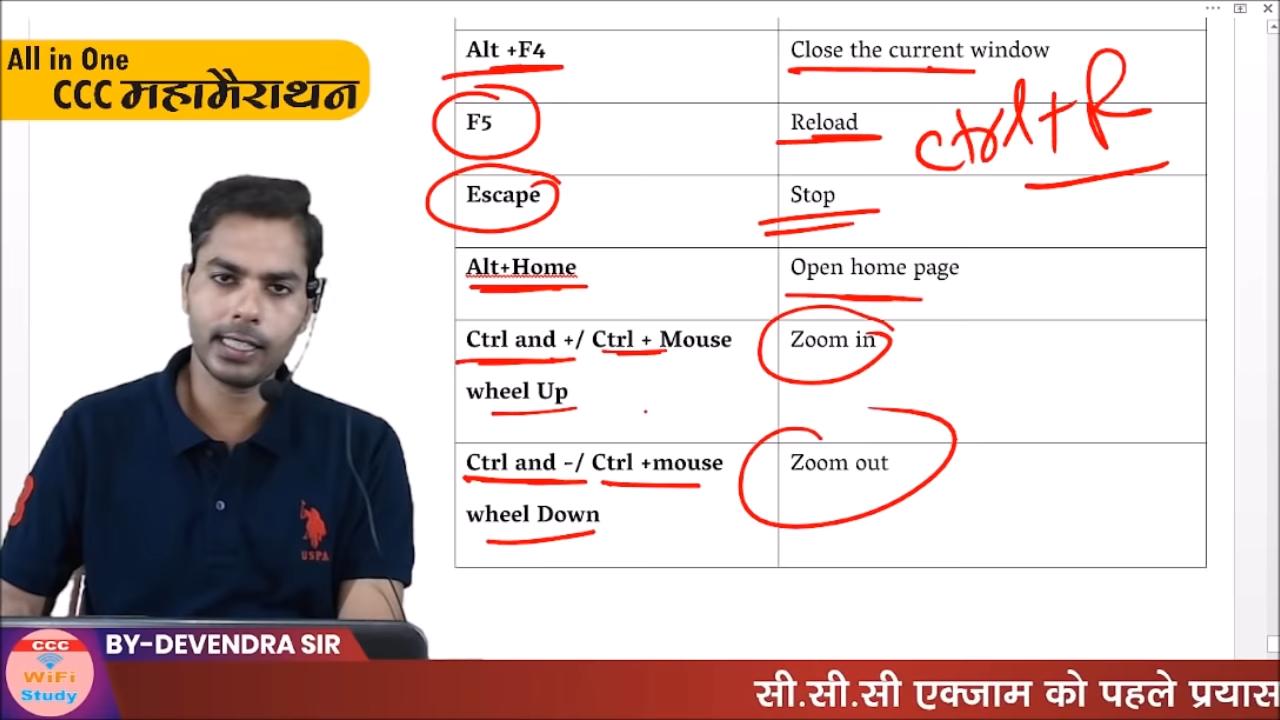 All in One
CCC महामैराथन
Alt +F4
Close the current window
F5
Reload
ctrl+R
Escape
Stop
Alt+Home
Open home page
Ctrl and +/ Ctrl + Mouse
wheel Up
Zoom in
Ctrl and -/ Ctrl +mouse
wheel Down
Zoom out
3
USPA
CCC
WiFi
Study
BY-DEVENDRA SIR
सी.सी.सी एक्जाम को पहले प्रयास